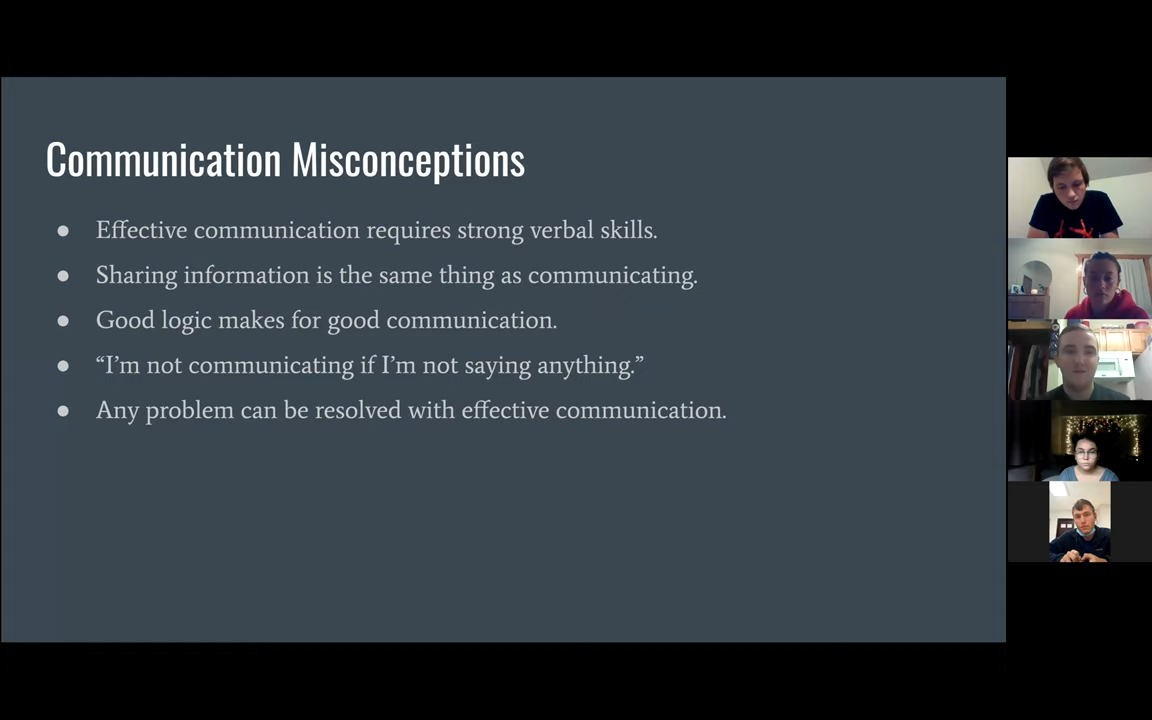 Communication Misconceptions
● Effective communication requires strong verbal skills.
● Sharing information is the same thing as communicating.
● Good logic makes for good communication.
● “I’m not communicating if I’m not saying anything.”
● Any problem can be resolved with effective communication.